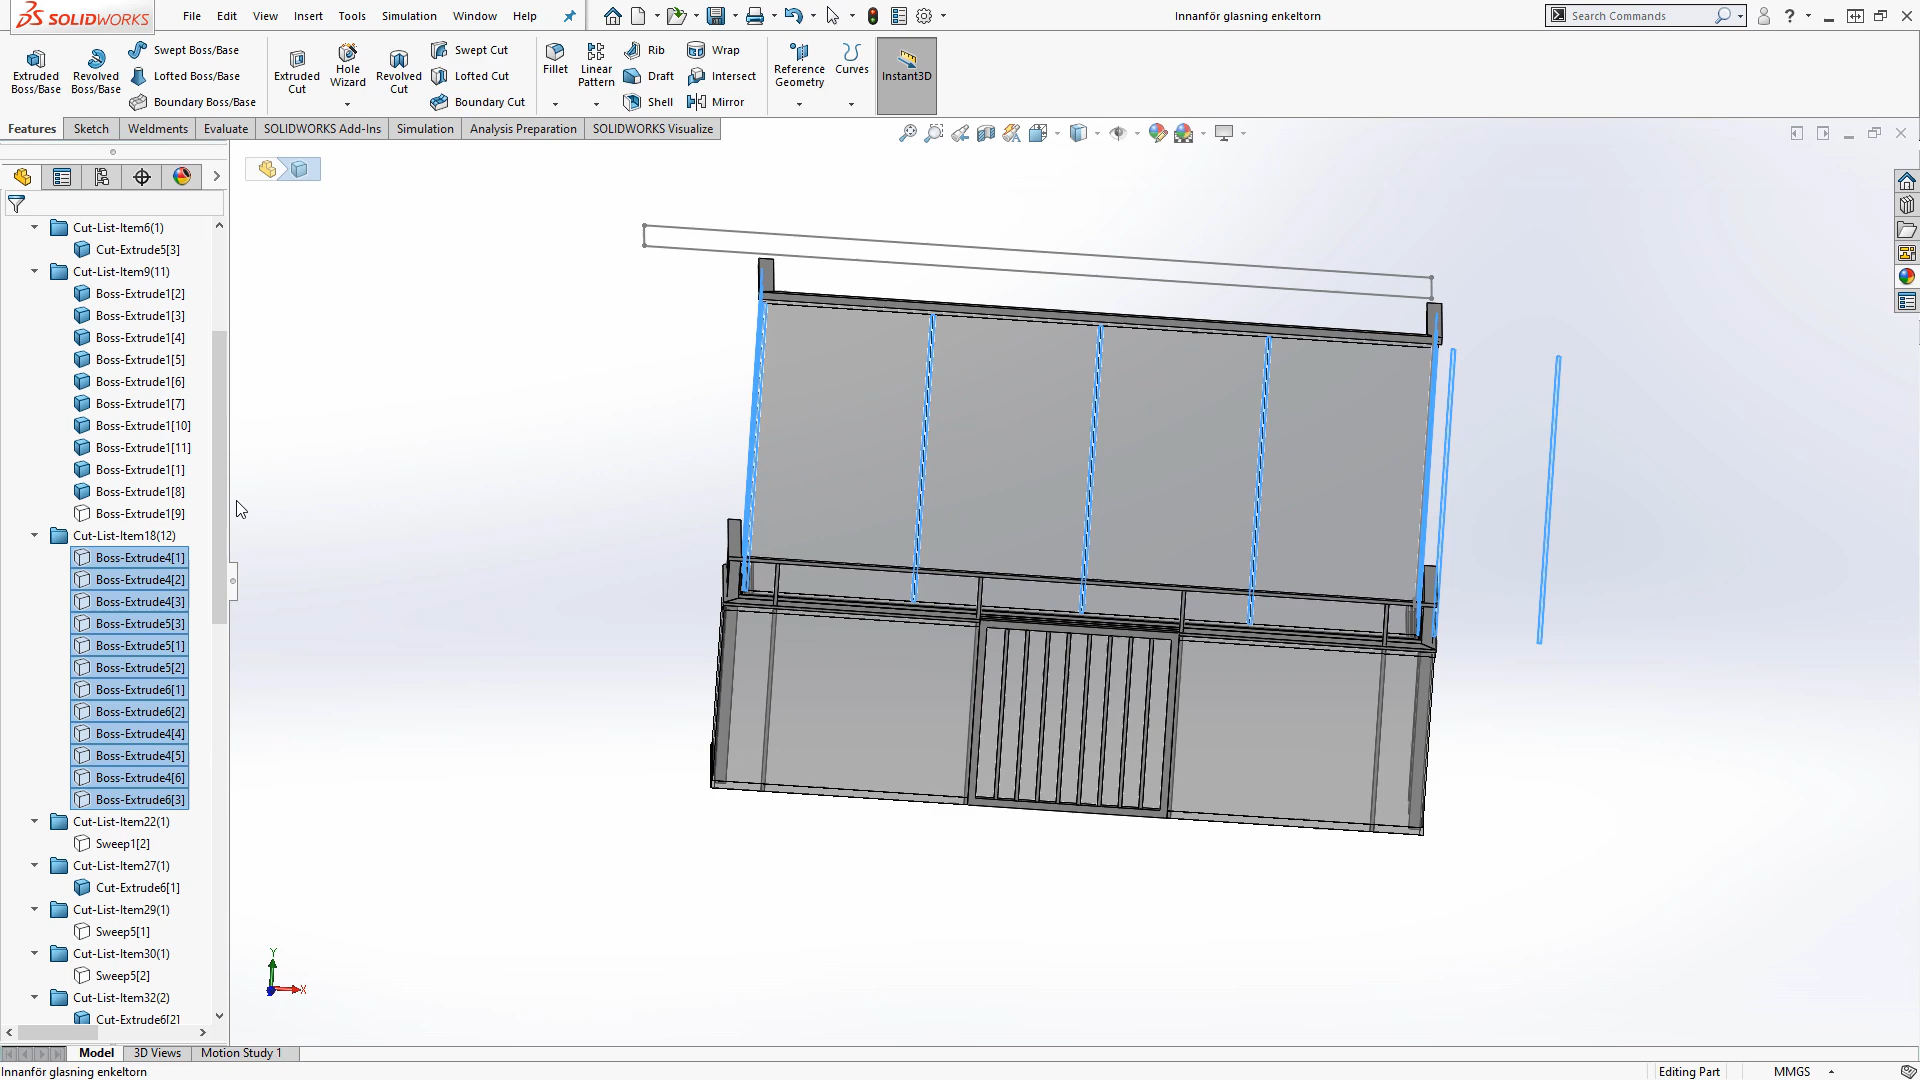 SOLIDWORKS
File Edit View Insert Tools Simulation Window Help
Innanför glasning enkeltorn
Search Commands
Extruded Boss/Base
Revolved Boss/Base
Swept Boss/Base
Lofted Boss/Base
Boundary Boss/Base
Extruded Cut
Hole Wizard
Revolved Cut
Swept Cut
Lofted Cut
Boundary Cut
Fillet
Linear Pattern
Rib
Draft
Shell
Wrap
Intersect
Mirror
Reference Geometry
Curves
Instant3D
Features Sketch Weldments Evaluate SOLIDWORKS Add-Ins Simulation Analysis Preparation SOLIDWORKS Visualize
Cut-List-Item6(1)
Cut-Extrude5[3]
Cut-List-Item9(11)
Boss-Extrude1[2]
Boss-Extrude1[3]
Boss-Extrude1[4]
Boss-Extrude1[5]
Boss-Extrude1[6]
Boss-Extrude1[7]
Boss-Extrude1[10]
Boss-Extrude1[11]
Boss-Extrude1[1]
Boss-Extrude1[8]
Boss-Extrude1[9]
Cut-List-Item18(12)
Boss-Extrude4[1]
Boss-Extrude4[2]
Boss-Extrude4[3]
Boss-Extrude5[3]
Boss-Extrude5[1]
Boss-Extrude5[2]
Boss-Extrude6[1]
Boss-Extrude6[2]
Boss-Extrude4[4]
Boss-Extrude4[5]
Boss-Extrude4[6]
Boss-Extrude6[3]
Cut-List-Item22(1)
Sweep1[2]
Cut-List-Item27(1)
Cut-Extrude6[1]
Cut-List-Item29(1)
Sweep5[1]
Cut-List-Item30(1)
Sweep5[2]
Cut-List-Item32(2)
Cut-Extrude6[2]
Y
X
Model 3D Views Motion Study 1
Innanför glasning enkeltorn
Editing Part
MMGS